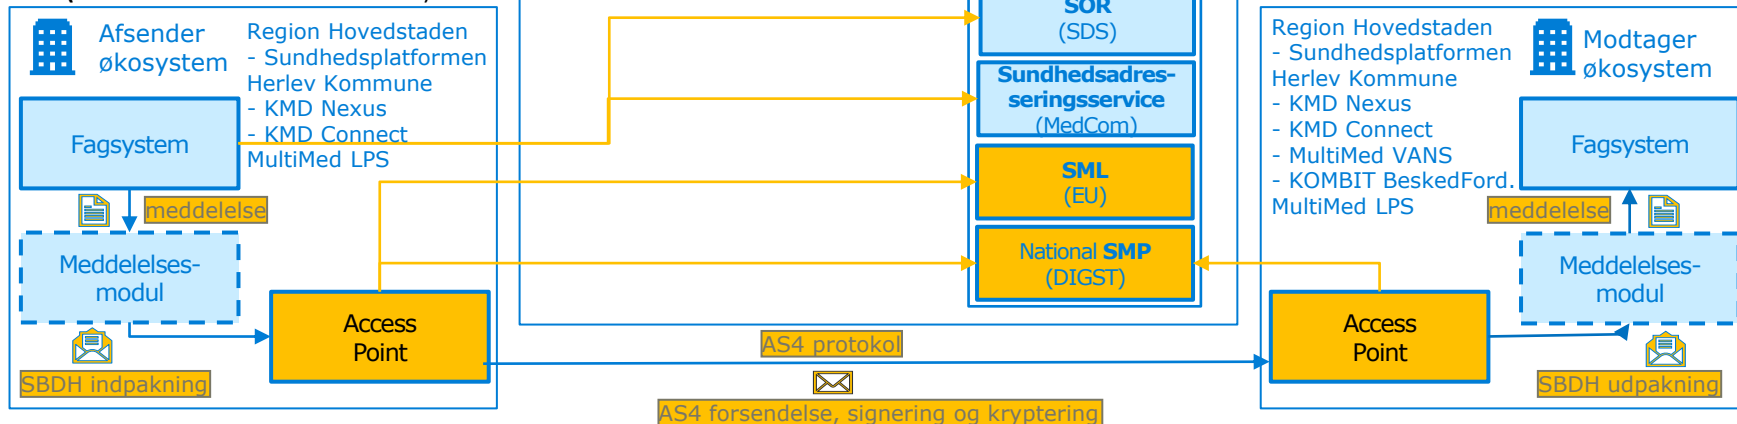 Afsender
økosystem
Region Hovedstaden
- Sundhedsplatformen
Herlev Kommune
- KMD Nexus
- KMD Connect
MultiMed LPS
Fagsystem
meddelelse
Meddelelses-
modul
SBDH indpakning
Access
Point
SOR
(SDS)
Sundhedsadres-
seringsservice
(MedCom)
SML
(EU)
National SMP
(DIGST)
AS4 protokol
AS4 forsendelse, signering og kryptering
Region Hovedstaden
- Sundhedsplatformen
Herlev Kommune
- KMD Nexus
- KMD Connect
- MultiMed VANS
- KOMBIT BeskedFord.
MultiMed LPS
Modtager
økosystem
Fagsystem
meddelelse
Meddelelses-
modul
SBDH udpakning
Access
Point